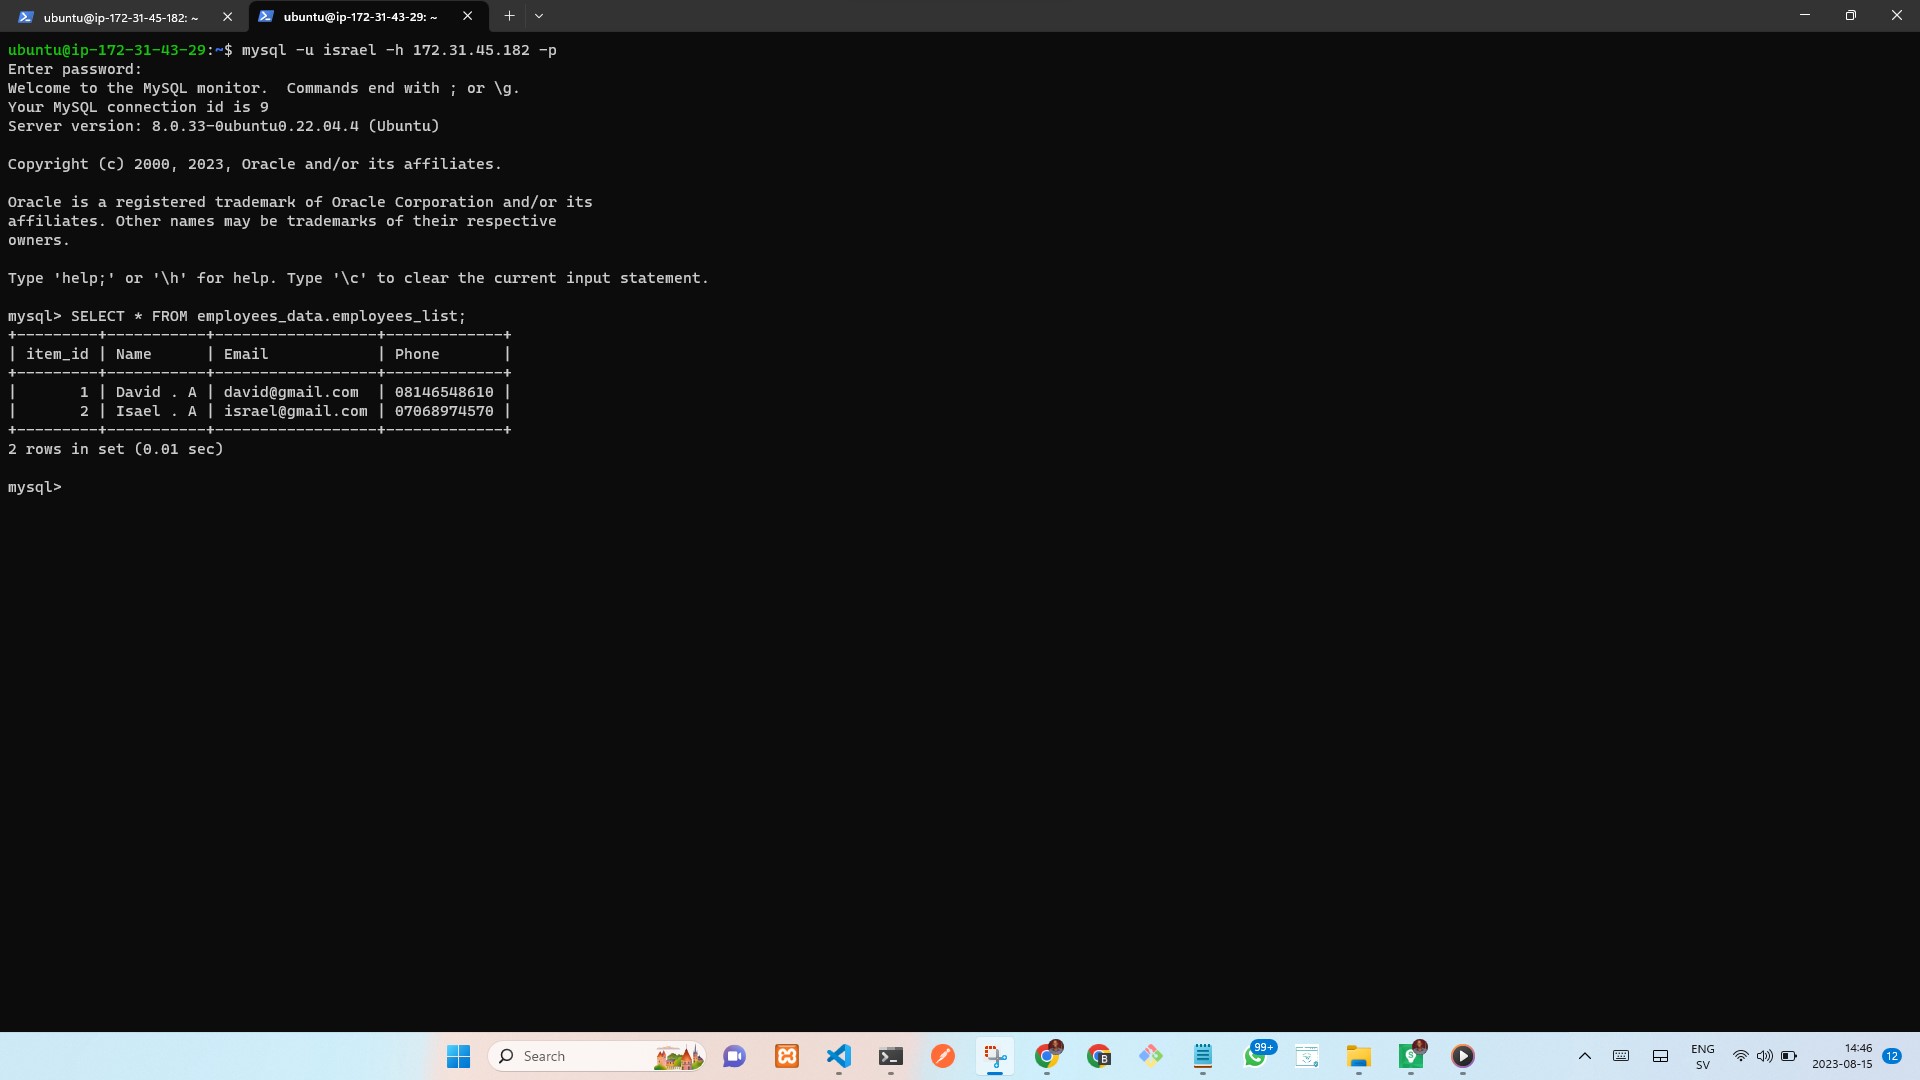 ubuntu@ip-172-31-45-182: ~
ubuntu@ip-172-31-43-29: ~
ubuntu@ip-172-31-43-29:~$ mysql -u israel -h 172.31.45.182 -p
Enter password:
Welcome to the MySQL monitor.  Commands end with ; or \g.
Your MySQL connection id is 9
Server version: 8.0.33-0ubuntu0.22.04.4 (Ubuntu)
Copyright (c) 2000, 2023, Oracle and/or its affiliates.
Oracle is a registered trademark of Oracle Corporation and/or its
affiliates. Other names may be trademarks of their respective
owners.
Type 'help;' or '\h' for help. Type '\c' to clear the current input statement.
mysql> SELECT * FROM employees_data.employees_list;
+---------+-----------+------------------+-------------+
| item_id | Name      | Email            | Phone       |
+---------+-----------+------------------+-------------+
|       1 | David . A | david@gmail.com  | 08146548610 |
|       2 | Isael . A | israel@gmail.com | 07068974570 |
+---------+-----------+------------------+-------------+
2 rows in set (0.01 sec)
mysql>
Search
B
99+
ENG
SV
14:46
2023-08-15
12